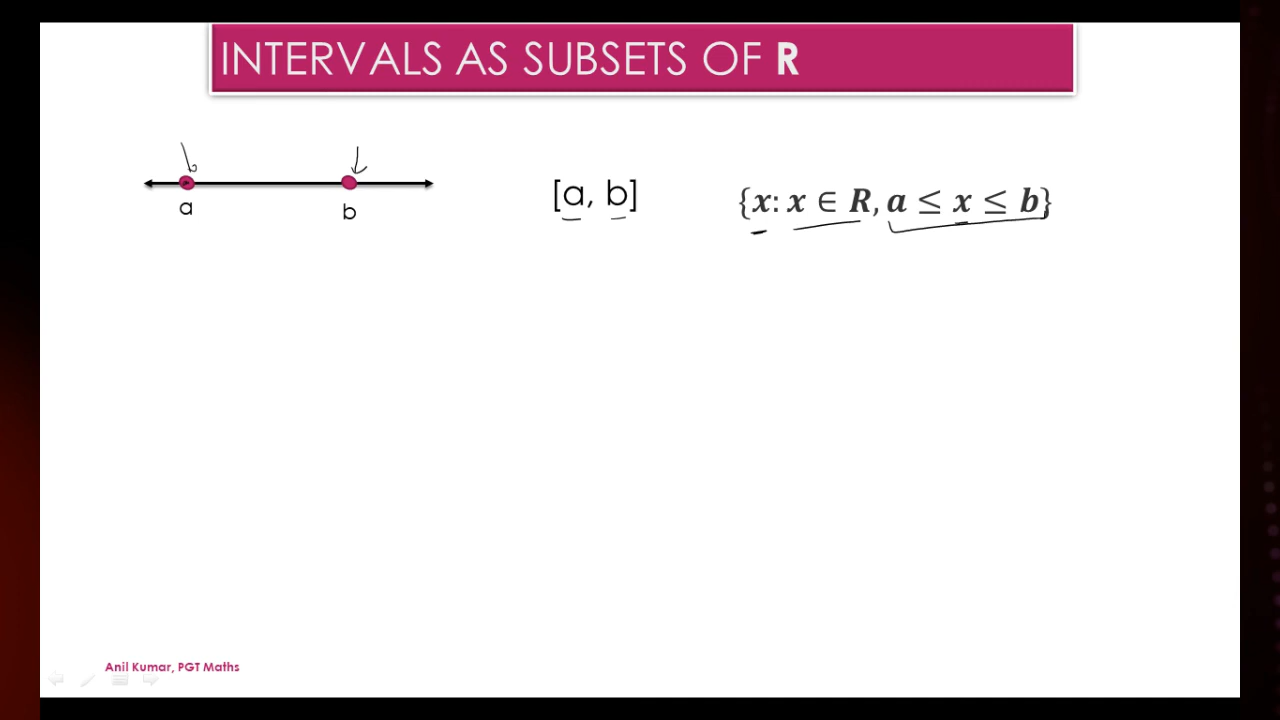 INTERVALS AS SUBSETS OF R
a b
[a, b]
{x: x ∈ R, a ≤ x ≤ b}
Anil Kumar, PGT Maths